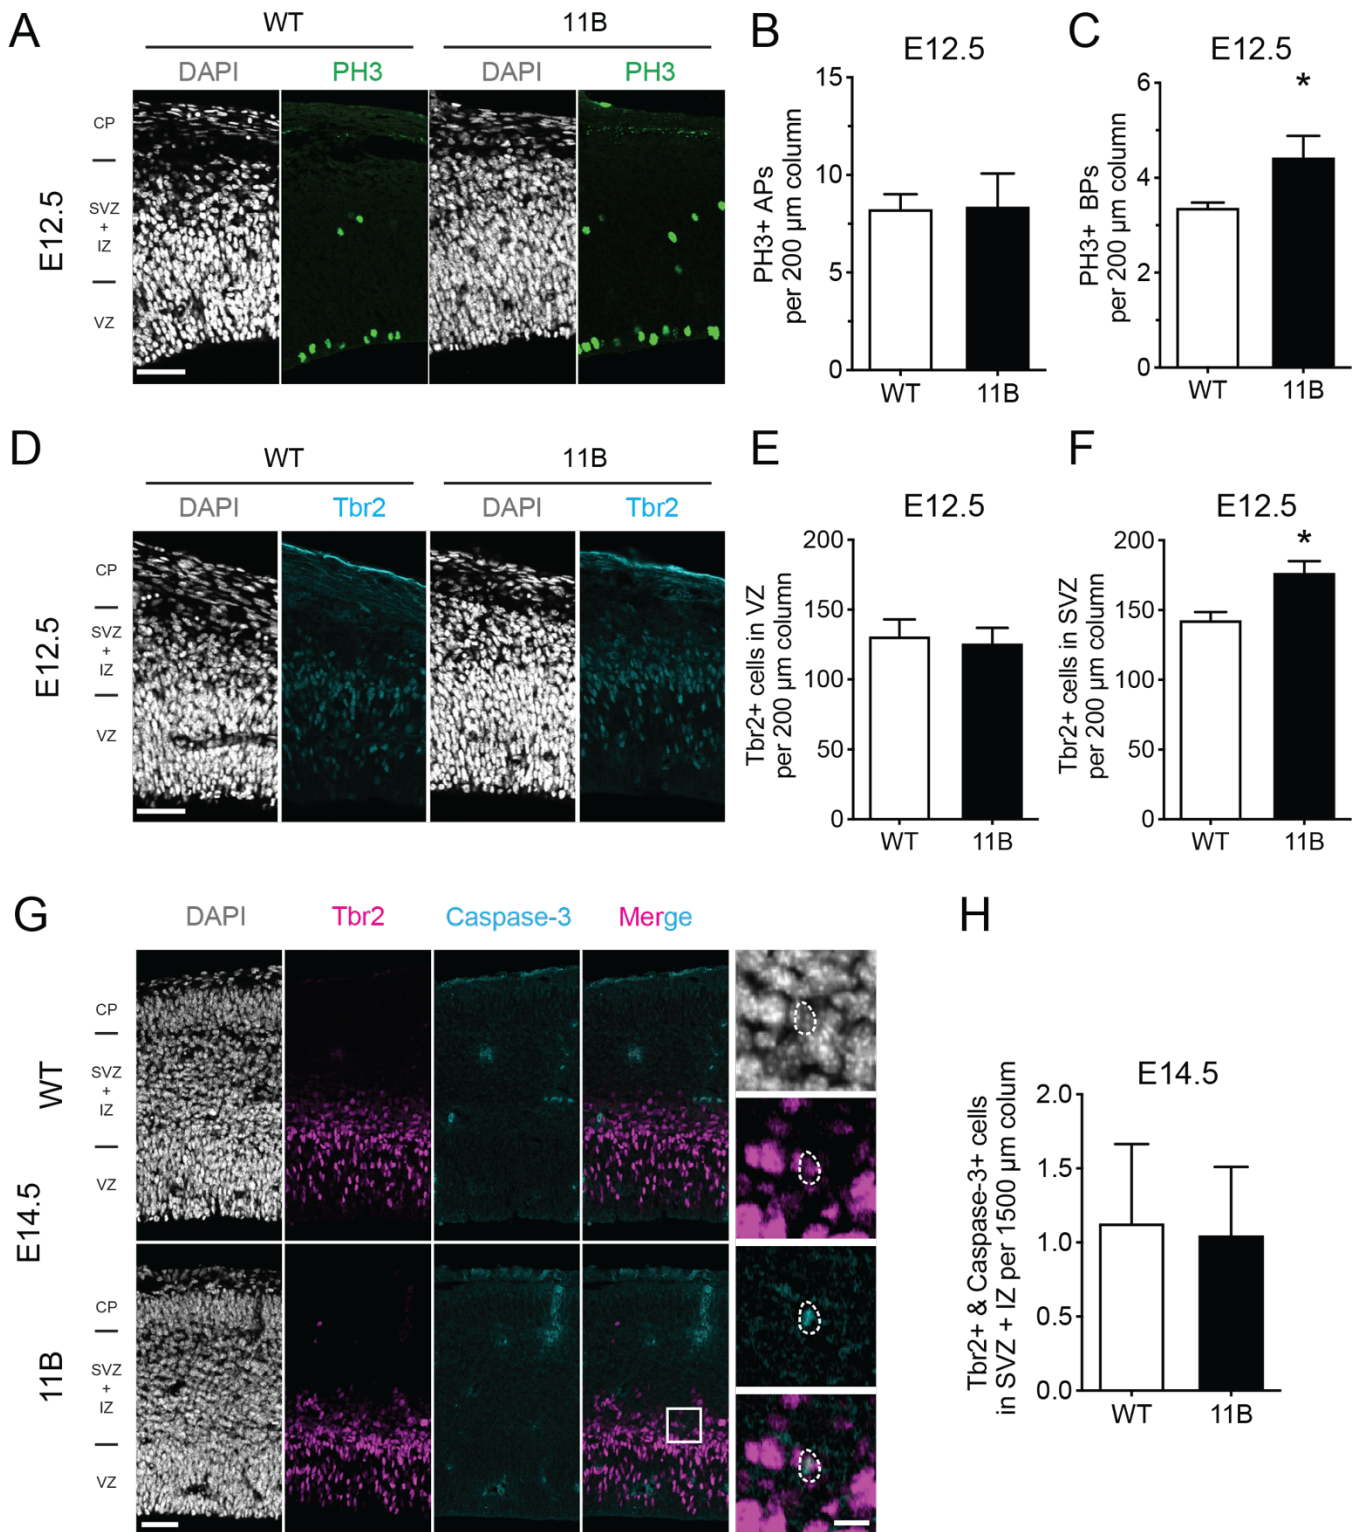 A
WT
11B
DAPI
PH3
DAPI
PH3
E12.5
CP
SVZ
+
IZ
VZ
B
E12.5
PH3+ APs
per 200 µm column
15
10
5
0
WT
11B
C
E12.5
PH3+ BPs
per 200 µm column
6
4
2
0
*
WT
11B
D
WT
11B
DAPI
Tbr2
DAPI
Tbr2
E12.5
CP
SVZ
+
IZ
VZ
E
E12.5
Tbr2+ cells in VZ
per 200 µm column
200
150
100
50
0
WT
11B
F
E12.5
Tbr2+ cells in SVZ
per 200 µm column
200
150
100
50
0
*
WT
11B
G
DAPI
Tbr2
Caspase-3
Merge
E14.5
WT
CP
SVZ
+
IZ
VZ
11B
CP
SVZ
+
IZ
VZ
H
E14.5
Tbr2+ & Caspase-3+ cells
in SVZ + IZ per 1500 µm colum
2.0
1.5
1.0
0.5
0.0
WT
11B